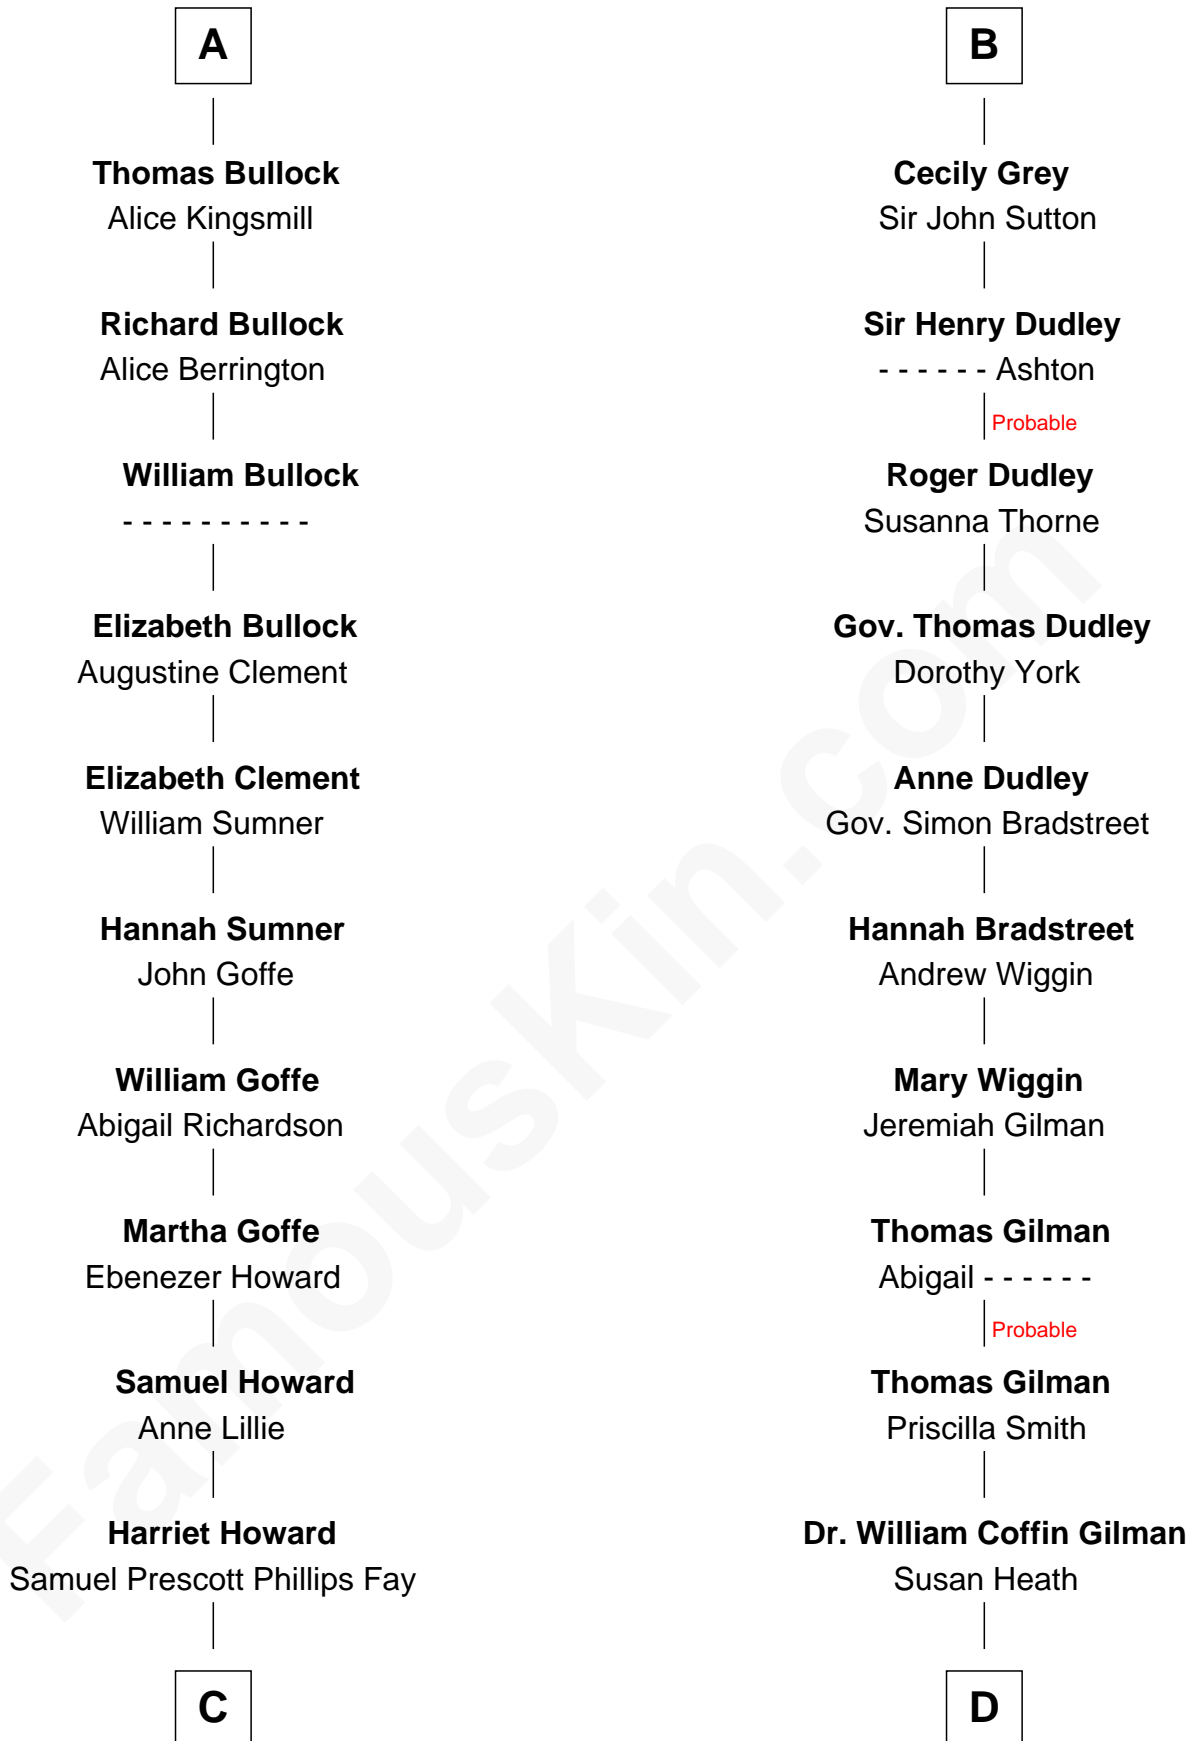 A
Thomas Bullock
Alice Kingsmill
Richard Bullock
Alice Berrington
William Bullock
- - - - - - - - - -
Elizabeth Bullock
Augustine Clement
Elizabeth Clement
William Sumner
Hannah Sumner
John Goffe
William Goffe
Abigail Richardson
Martha Goffe
Ebenezer Howard
Samuel Howard
Anne Lillie
Harriet Howard
Samuel Prescott Phillips Fay
C
B
Cecily Grey
Sir John Sutton
Sir Henry Dudley
- - - - - - Ashton
Probable
Roger Dudley
Susanna Thorne
Gov. Thomas Dudley
Dorothy York
Anne Dudley
Gov. Simon Bradstreet
Hannah Bradstreet
Andrew Wiggin
Mary Wiggin
Jeremiah Gilman
Thomas Gilman
Abigail - - - - - -
Probable
Thomas Gilman
Priscilla Smith
Dr. William Coffin Gilman
Susan Heath
D
FamousKin.com